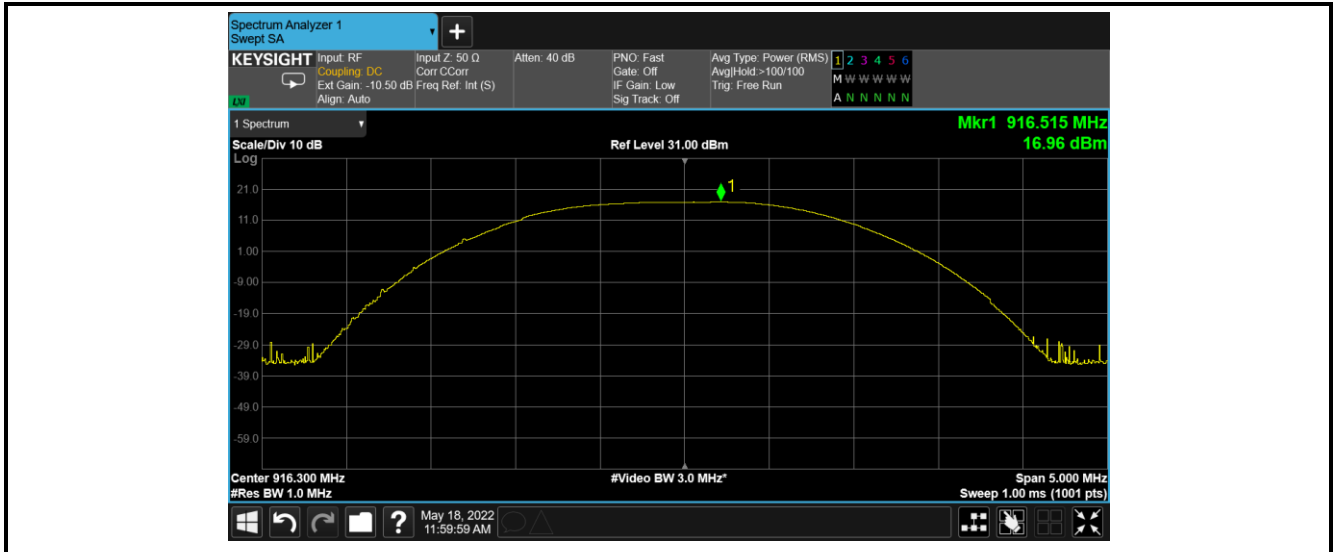 Spectrum Analyzer 1
Swept SA
+
KEYSIGHT
LXI
Input: RF
Coupling: DC
Ext Gain: -10.50 dB
Align: Auto
Input Z: 50 Ω
Corr CCorr
Freq Ref: Int (S)
Atten: 40 dB
PNO: Fast
Gate: Off
IF Gain: Low
Sig Track: Off
Avg Type: Power (RMS)
Avg|Hold:>100/100
Trig: Free Run
1 2 3 4 5 6
M W W W W W
A N N N N N
1 Spectrum
Mkr1 916.515 MHz
16.96 dBm
Scale/Div 10 dB
Ref Level 31.00 dBm
Log
1
21.0
11.0
1.00
-9.00
-19.0
-29.0
-39.0
-49.0
-59.0
Center 916.300 MHz
#Video BW 3.0 MHz*
Span 5.000 MHz
#Res BW 1.0 MHz
Sweep 1.00 ms (1001 pts)
?
May 18, 2022
11:59:59 AM